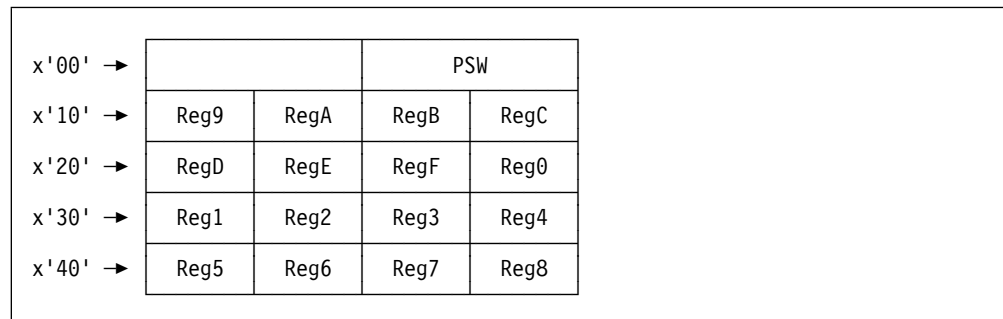 x'00' PSW
x'10' Reg9 RegA RegB RegC
x'20' RegD RegE RegF Reg0
x'30' Reg1 Reg2 Reg3 Reg4
x'40' Reg5 Reg6 Reg7 Reg8